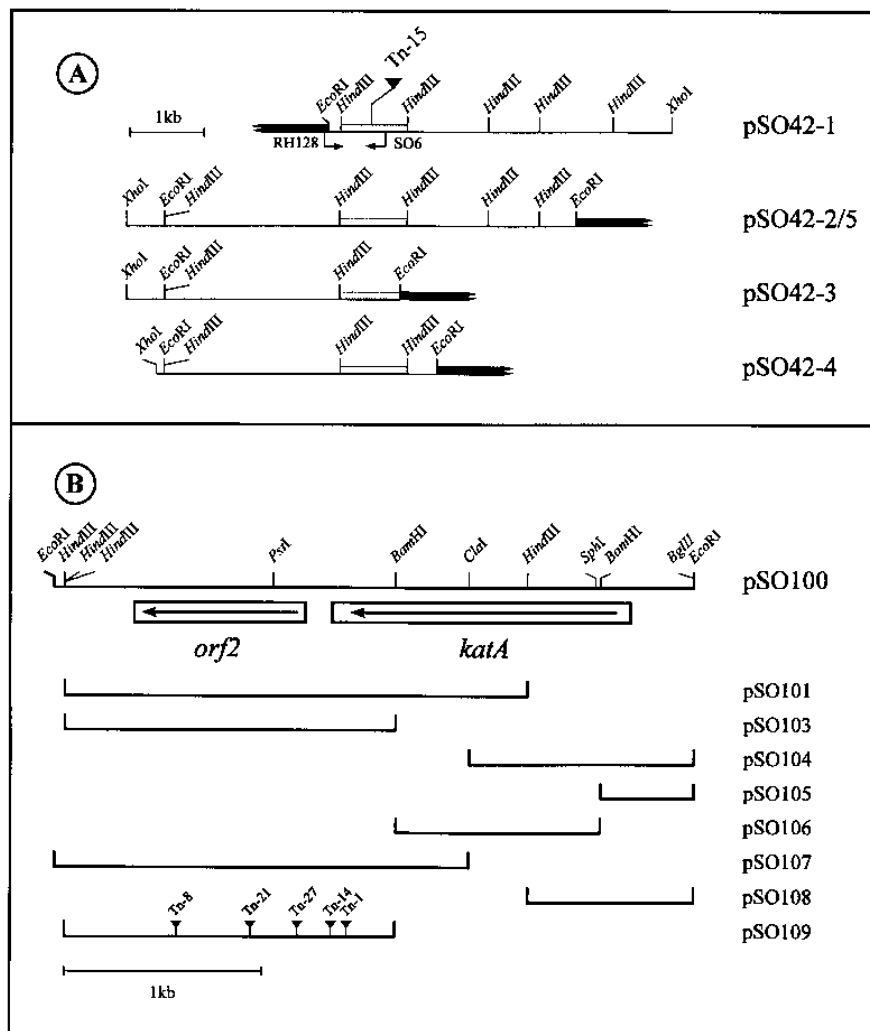 A
Tn-15
EcoRI HindIII HindIII HindIII HindIII HindIII XhoI
1kb
pSO42-1
RH128 SO6
XhoI EcoRI HindIII HindIII HindIII HindIII HindIII EcoRI
pSO42-2/5
XhoI EcoRI HindIII HindIII EcoRI
pSO42-3
XhoI EcoRI HindIII HindIII HindIII EcoRI
pSO42-4
B
EcoRI HindIII HindIII HindIII PstI BamHI ClaI HindIII SphI BamHI BglII EcoRI
pSO100
orf2 katA
pSO101
pSO103
pSO104
pSO105
pSO106
pSO107
pSO108
Tn-8 Tn-21 Tn-27 Tn-14 Tn-1
pSO109
1kb